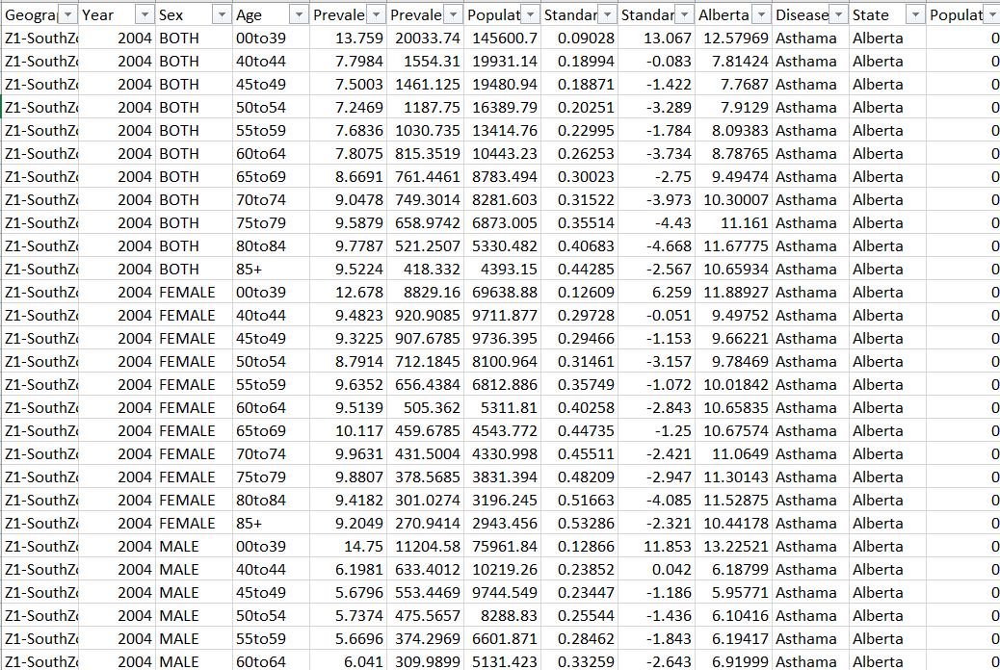 Geogra Year Sex Age Prevale Prevale Populat Standar Standar Alberta Disease State Populat
Z1-SouthZ 2004 BOTH 00to39 13.759 20033.74 145600.7 0.09028 13.067 12.57969 Asthama Alberta 0
Z1-SouthZ 2004 BOTH 40to44 7.7984 1554.31 19931.14 0.18994 -0.083 7.81424 Asthama Alberta 0
Z1-SouthZ 2004 BOTH 45to49 7.5003 1461.125 19480.94 0.18871 -1.422 7.7687 Asthama Alberta 0
Z1-SouthZ 2004 BOTH 50to54 7.2469 1187.75 16389.79 0.20251 -3.289 7.9129 Asthama Alberta 0
Z1-SouthZ 2004 BOTH 55to59 7.6836 1030.735 13414.76 0.22995 -1.784 8.09383 Asthama Alberta 0
Z1-SouthZ 2004 BOTH 60to64 7.8075 815.3519 10443.23 0.26253 -3.734 8.78765 Asthama Alberta 0
Z1-SouthZ 2004 BOTH 65to69 8.6691 761.4461 8783.494 0.30023 -2.75 9.49474 Asthama Alberta 0
Z1-SouthZ 2004 BOTH 70to74 9.0478 749.3014 8281.603 0.31522 -3.973 10.30007 Asthama Alberta 0
Z1-SouthZ 2004 BOTH 75to79 9.5879 658.9742 6873.005 0.35514 -4.43 11.161 Asthama Alberta 0
Z1-SouthZ 2004 BOTH 80to84 9.7787 521.2507 5330.482 0.40683 -4.668 11.67775 Asthama Alberta 0
Z1-SouthZ 2004 BOTH 85+ 9.5224 418.332 4393.15 0.44285 -2.567 10.65934 Asthama Alberta 0
Z1-SouthZ 2004 FEMALE 00to39 12.678 8829.16 69638.88 0.12609 6.259 11.88927 Asthama Alberta 0
Z1-SouthZ 2004 FEMALE 40to44 9.4823 920.9085 9711.877 0.29728 -0.051 9.49752 Asthama Alberta 0
Z1-SouthZ 2004 FEMALE 45to49 9.3225 907.6785 9736.395 0.29466 -1.153 9.66221 Asthama Alberta 0
Z1-SouthZ 2004 FEMALE 50to54 8.7914 712.1845 8100.964 0.31461 -3.157 9.78469 Asthama Alberta 0
Z1-SouthZ 2004 FEMALE 55to59 9.6352 656.4384 6812.886 0.35749 -1.072 10.01842 Asthama Alberta 0
Z1-SouthZ 2004 FEMALE 60to64 9.5139 505.362 5311.81 0.40258 -2.843 10.65835 Asthama Alberta 0
Z1-SouthZ 2004 FEMALE 65to69 10.117 459.6785 4543.772 0.44735 -1.25 10.67574 Asthama Alberta 0
Z1-SouthZ 2004 FEMALE 70to74 9.9631 431.5004 4330.998 0.45511 -2.421 11.0649 Asthama Alberta 0
Z1-SouthZ 2004 FEMALE 75to79 9.8807 378.5685 3831.394 0.48209 -2.947 11.30143 Asthama Alberta 0
Z1-SouthZ 2004 FEMALE 80to84 9.4182 301.0274 3196.245 0.51663 -4.085 11.52875 Asthama Alberta 0
Z1-SouthZ 2004 FEMALE 85+ 9.2049 270.9414 2943.456 0.53286 -2.321 10.44178 Asthama Alberta 0
Z1-SouthZ 2004 MALE 00to39 14.75 11204.58 75961.84 0.12866 11.853 13.22521 Asthama Alberta 0
Z1-SouthZ 2004 MALE 40to44 6.1981 633.4012 10219.26 0.23852 0.042 6.18799 Asthama Alberta 0
Z1-SouthZ 2004 MALE 45to49 5.6796 553.4469 9744.549 0.23447 -1.186 5.95771 Asthama Alberta 0
Z1-SouthZ 2004 MALE 50to54 5.7374 475.5657 8288.83 0.25544 -1.436 6.10416 Asthama Alberta 0
Z1-SouthZ 2004 MALE 55to59 5.6696 374.2969 6601.871 0.28462 -1.843 6.19417 Asthama Alberta 0
Z1-SouthZ 2004 MALE 60to64 6.041 309.9899 5131.423 0.33259 -2.643 6.91999 Asthama Alberta 0